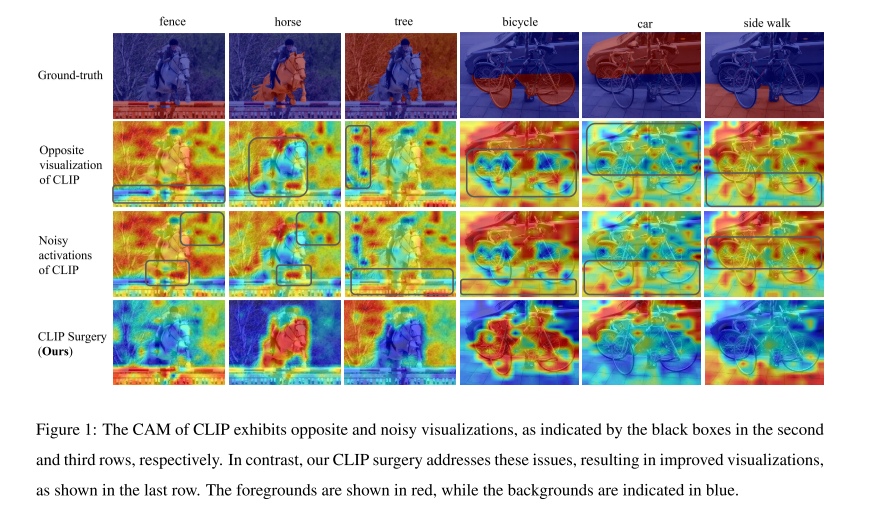 fence horse tree bicycle car side walk
Ground-truth
Opposite
visualization
of CLIP
Noisy
activations
of CLIP
CLIP Surgery
(Ours)
Figure 1: The CAM of CLIP exhibits opposite and noisy visualizations, as indicated by the black boxes in the second
and third rows, respectively. In contrast, our CLIP surgery addresses these issues, resulting in improved visualizations,
as shown in the last row. The foregrounds are shown in red, while the backgrounds are indicated in blue.